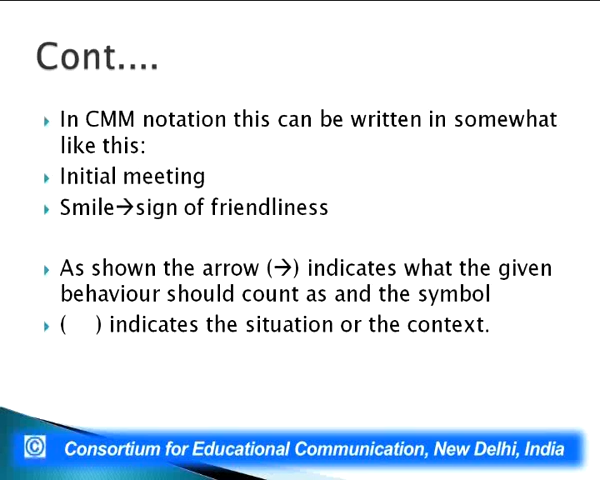 Cont....
In CMM notation this can be written in somewhat
like this:
Initial meeting
Smile→sign of friendliness
As shown the arrow (→) indicates what the given
behaviour should count as and the symbol
(    ) indicates the situation or the context.
© Consortium for Educational Communication, New Delhi, India